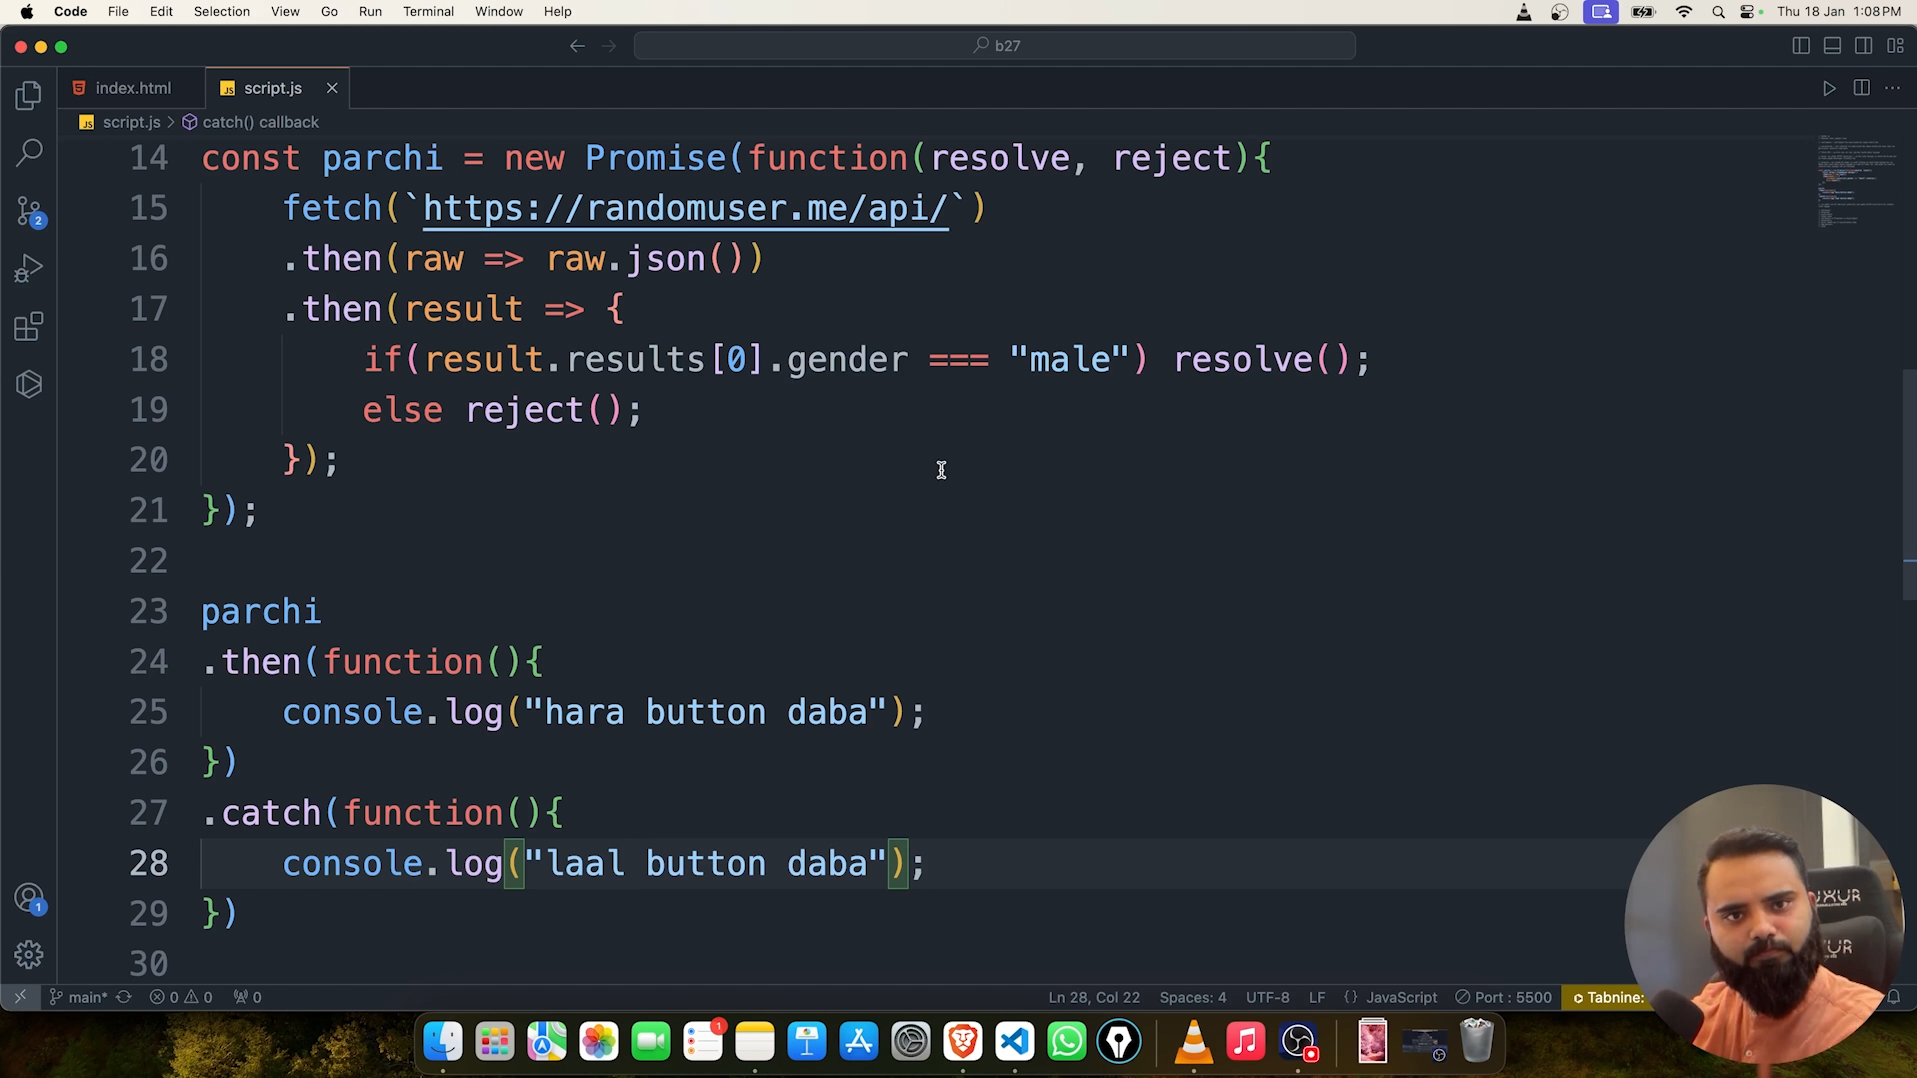 Code File Edit Selection View Go Run Terminal Window Help
Thu 18 Jan 1:08 PM
b27
index.html
script.js
script.js > catch() callback
14 const parchi = new Promise(function(resolve, reject){
15 fetch(`https://randomuser.me/api/`)
16 .then(raw => raw.json())
17 .then(result => {
18 if(result.results[0].gender === "male") resolve();
19 else reject();
20 });
21 });
22
23 parchi
24 .then(function(){
25 console.log("hara button daba");
26 })
27 .catch(function(){
28 console.log("laal button daba");
29 })
30
2
1
main* 0 0 0
Ln 28, Col 22 Spaces: 4 UTF-8 LF {} JavaScript Port : 5500 Tabnine:
1